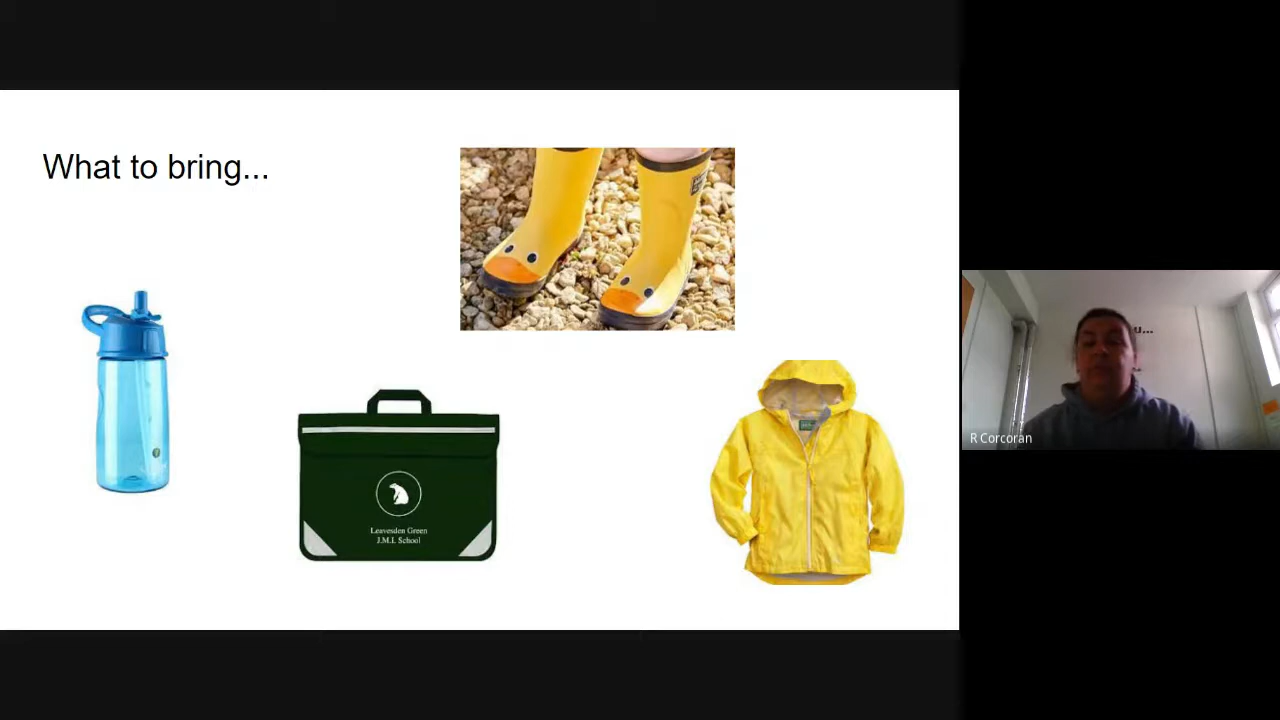 What to bring...
Leavesden Green
J.M.I. School
u...
R Corcoran